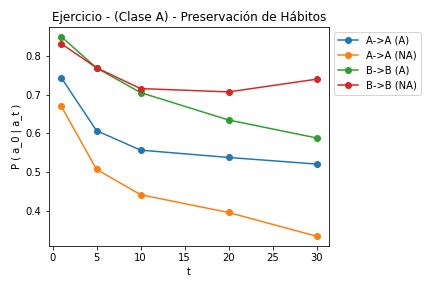 Ejercicio - (Clase A) - Preservación de Hábitos
A->A (A)
A->A (NA)
B->B (A)
B->B (NA)
P ( a_0 | a_t )
0.8
0.7
0.6
0.5
0.4
0 5 10 15 20 25 30
t